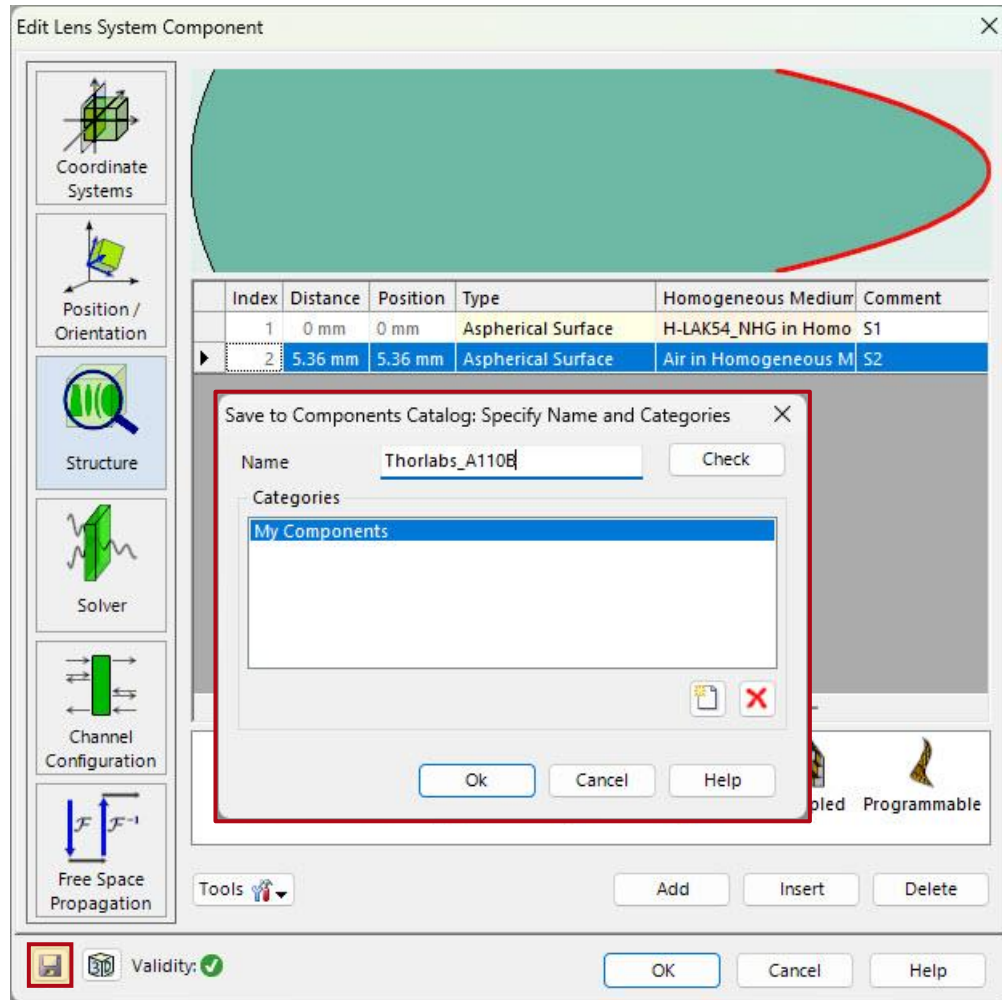 Edit Lens System Component
Coordinate
Systems
Position /
Orientation
Structure
Solver
Channel
Configuration
Free Space
Propagation
Index Distance Position Type Homogeneous Medium Comment
1 0 mm 0 mm Aspherical Surface H-LAK54_NHG in Homo S1
2 5.36 mm 5.36 mm Aspherical Surface Air in Homogeneous M S2
Save to Components Catalog: Specify Name and Categories
Name Thorlabs_A110B Check
Categories
My Components
Ok Cancel Help
Programmable
Tools Add Insert Delete
3D Validity: OK Cancel Help